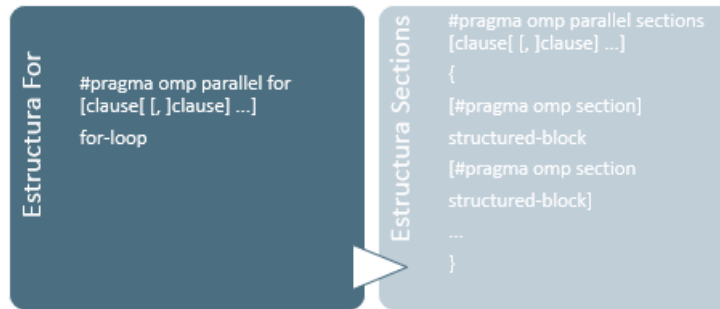 Estructura For
#pragma omp parallel for
[clause[ [, ]clause] ...]
for-loop
Estructura Sections
#pragma omp parallel sections
[clause[ [, ]clause] ...]
{
[#pragma omp section]
structured-block
[#pragma omp section
structured-block]
...
}